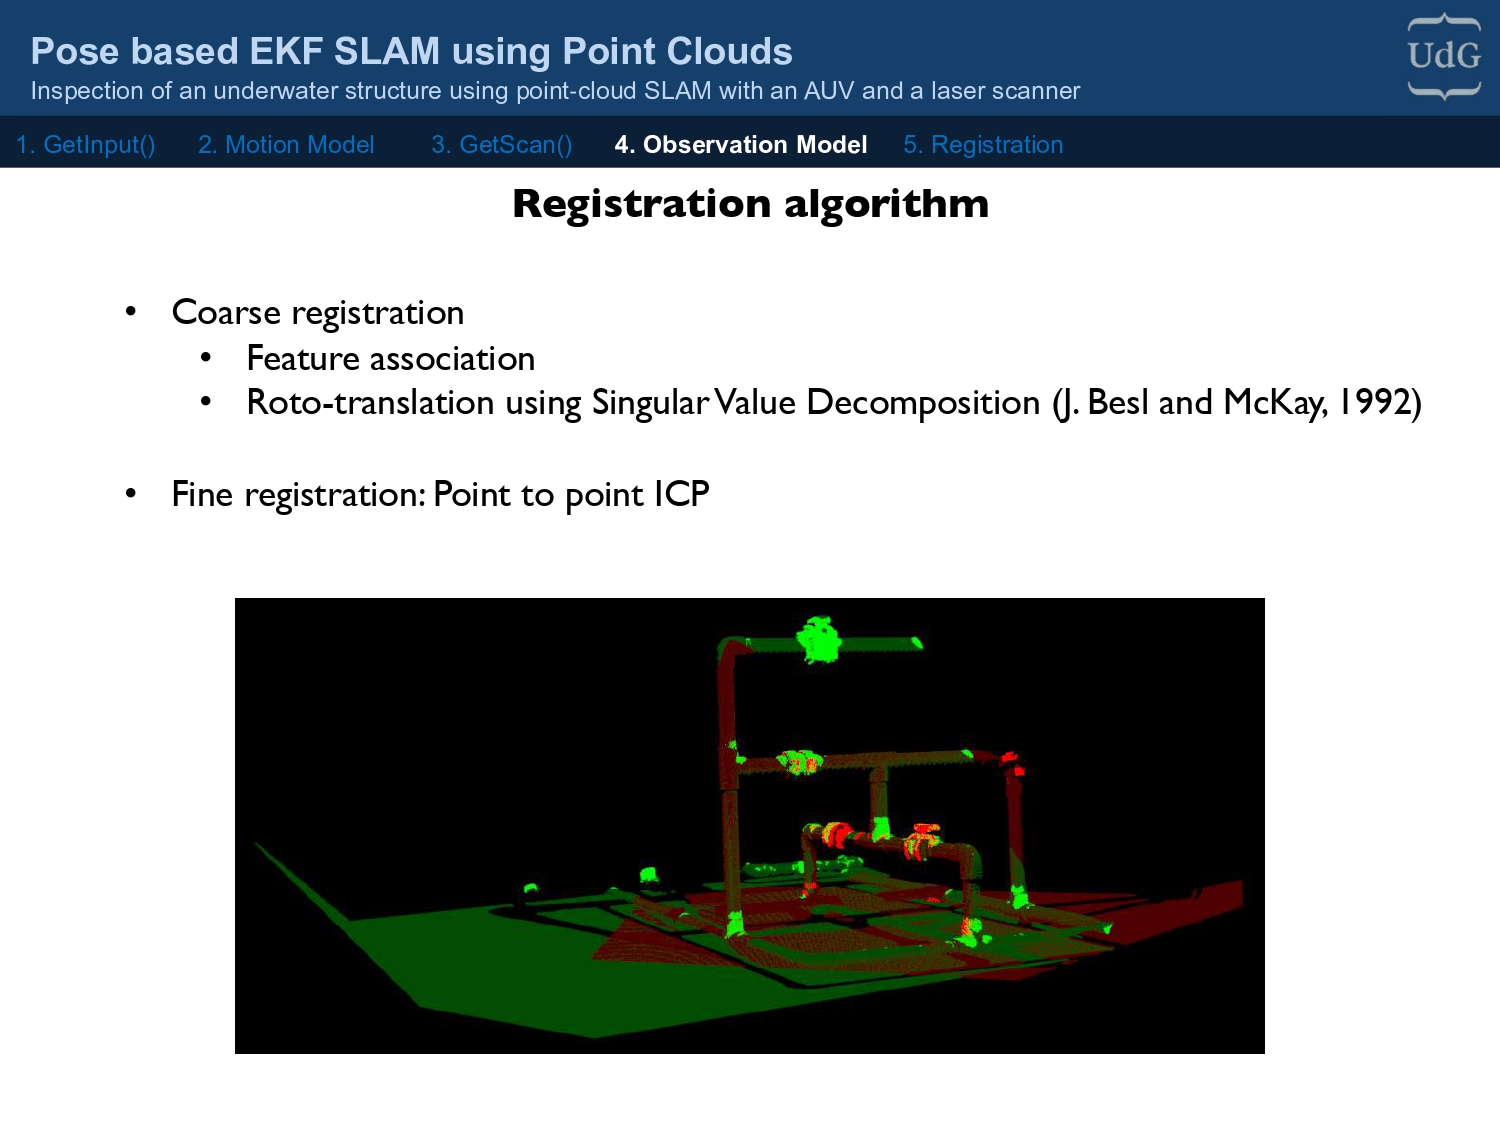 Pose based EKF SLAM using Point Clouds
Inspection of an underwater structure using point-cloud SLAM with an AUV and a laser scanner
UdG
1. GetInput() 2. Motion Model 3. GetScan() 4. Observation Model 5. Registration
Registration algorithm
• Coarse registration
• Feature association
• Roto-translation using Singular Value Decomposition (J. Besl and McKay, 1992)
• Fine registration: Point to point ICP